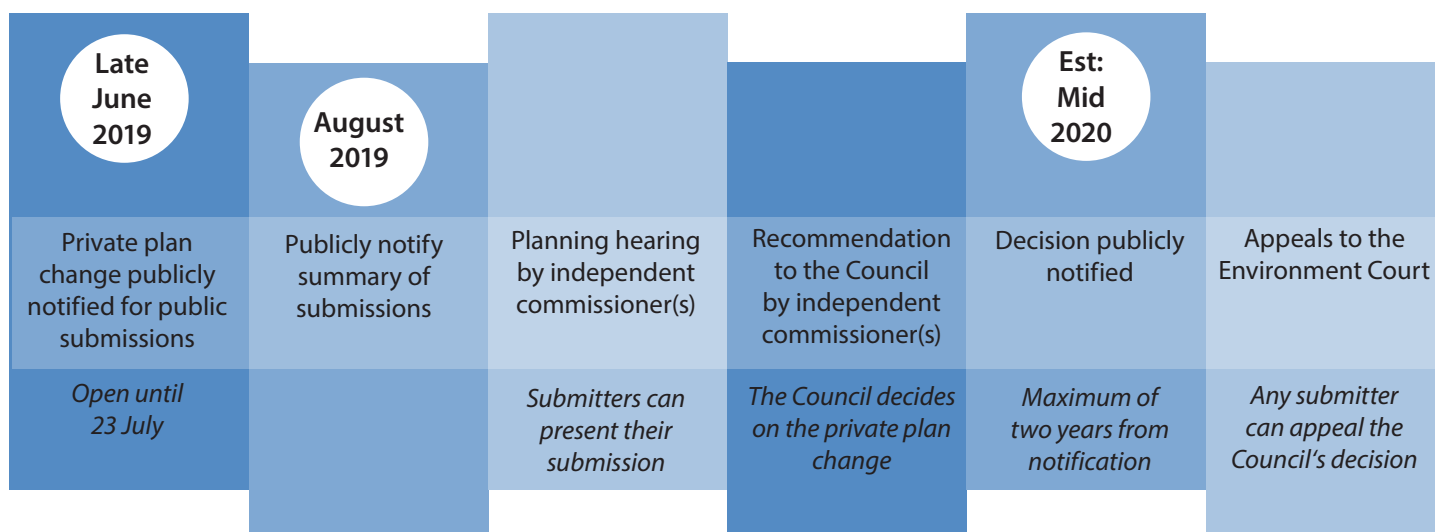 Late
June
2019
Private plan
change publicly
notified for public
submissions
Open until
23 July
August
2019
Publicly notify
summary of
submissions
Planning hearing
by independent
commissioner(s)
Submitters can
present their
submission
Recommendation
to the Council
by independent
commissioner(s)
The Council decides
on the private plan
change
Est:
Mid
2020
Decision publicly
notified
Maximum of
two years from
notification
Appeals to the
Environment Court
Any submitter
can appeal the
Council's decision